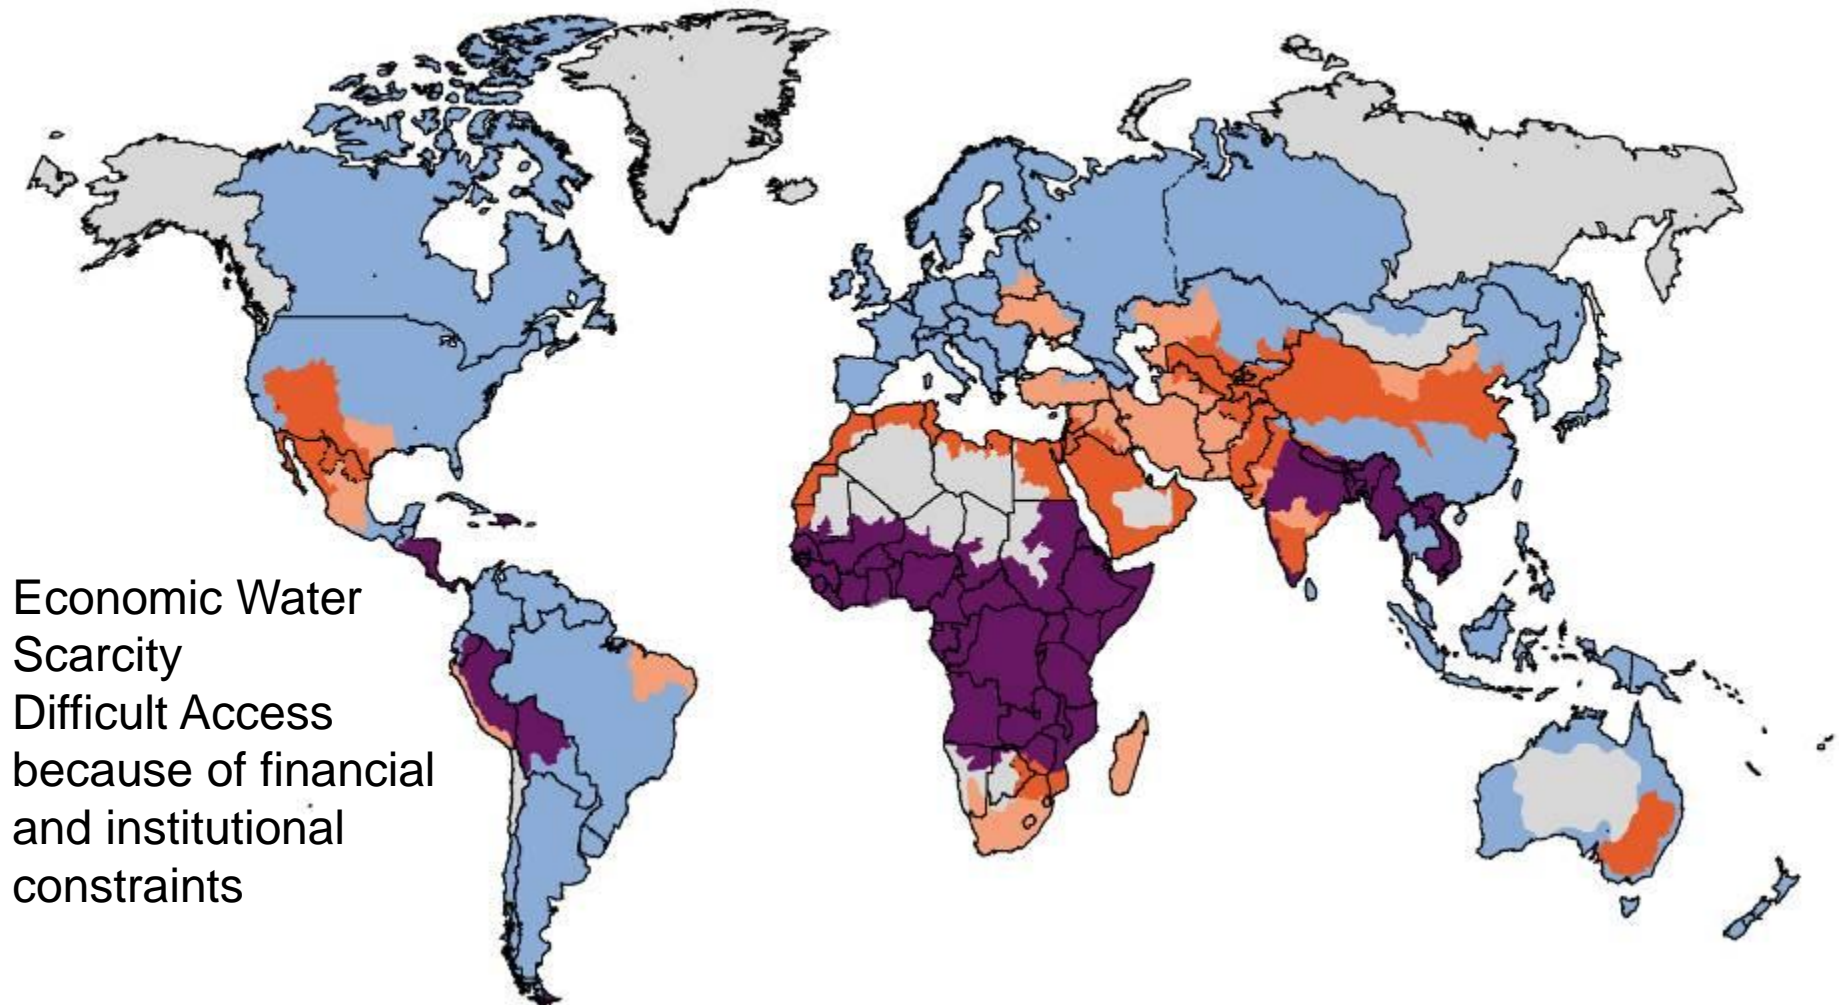 Economic Water
Scarcity
Difficult Access
because of financial
and institutional
constraints